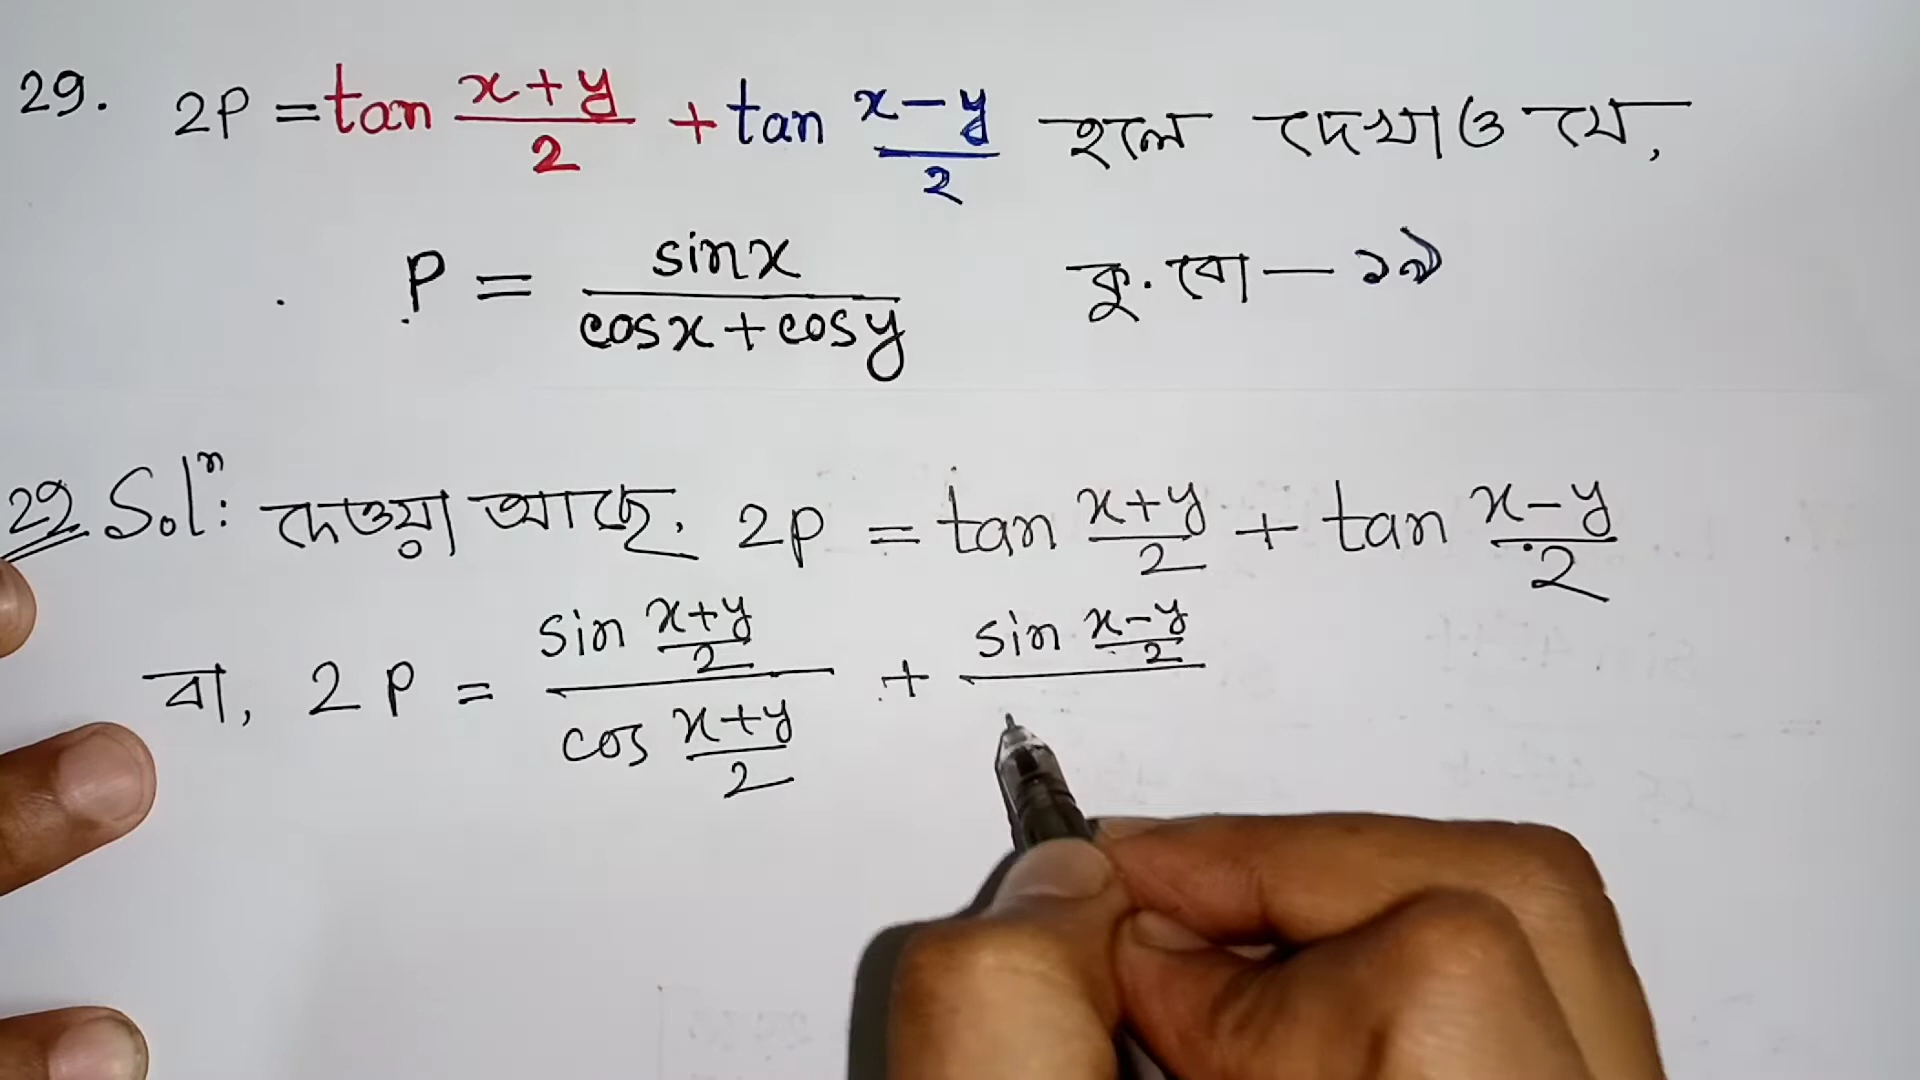 29. 2P = tan (x+y)/2 + tan (x-y)/2 হলে দেখাও যে,
P = sinx/(cosx+cosy) কু. বো — ১৯
29 Solⁿ: দেওয়া আছে, 2P = tan (x+y)/2 + tan (x-y)/2
বা, 2P = (sin (x+y)/2)/(cos (x+y)/2) + sin (x-y)/2